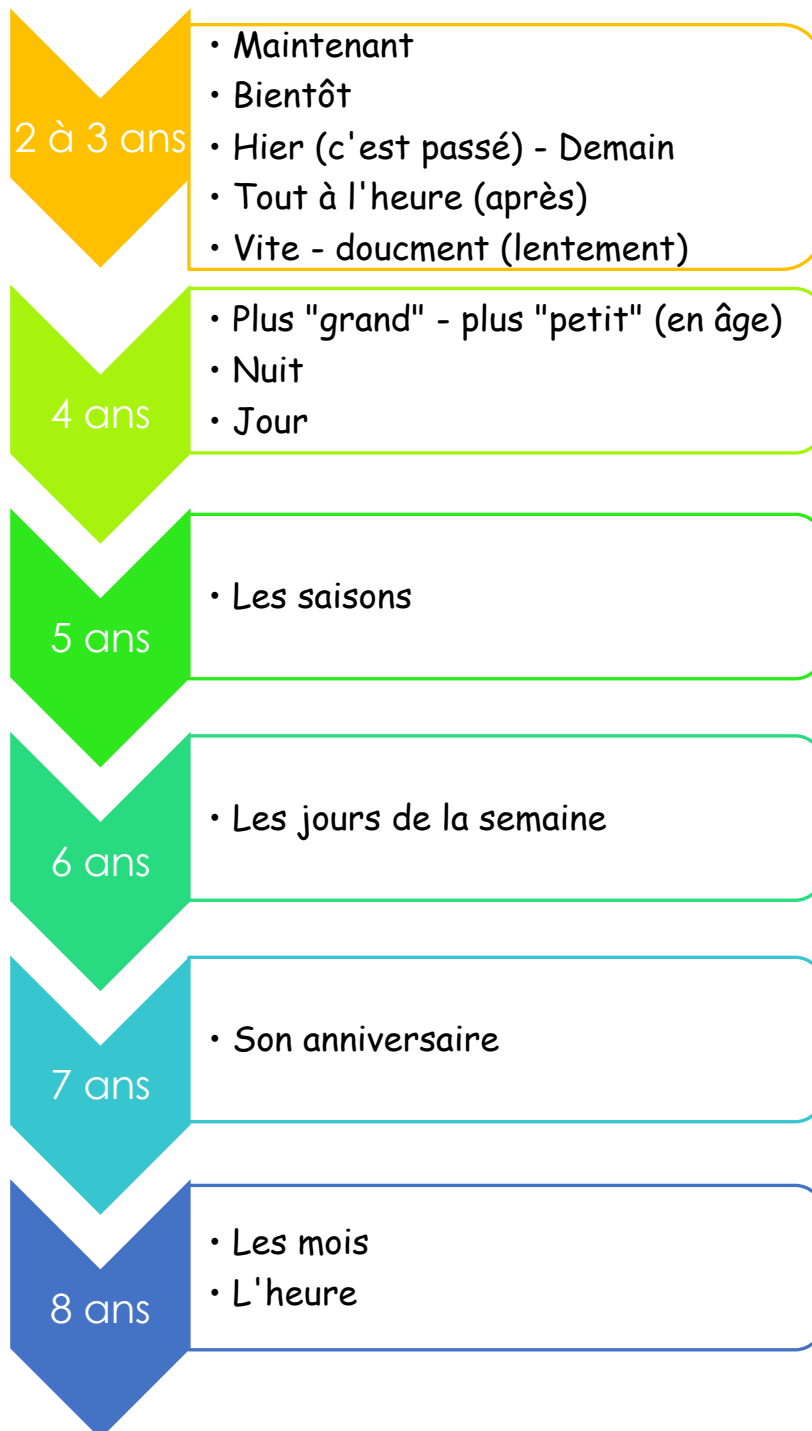 2 à 3 ans
• Maintenant
• Bientôt
• Hier (c'est passé) - Demain
• Tout à l'heure (après)
• Vite - doucment (lentement)
4 ans
• Plus "grand" - plus "petit" (en âge)
• Nuit
• Jour
5 ans
• Les saisons
6 ans
• Les jours de la semaine
7 ans
• Son anniversaire
8 ans
• Les mois
• L'heure